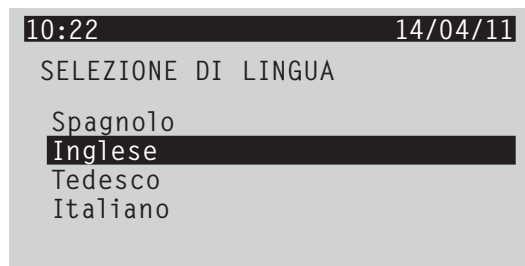 10:22 14/04/11
SELEZIONE DI LINGUA
Spagnolo
Inglese
Tedesco
Italiano